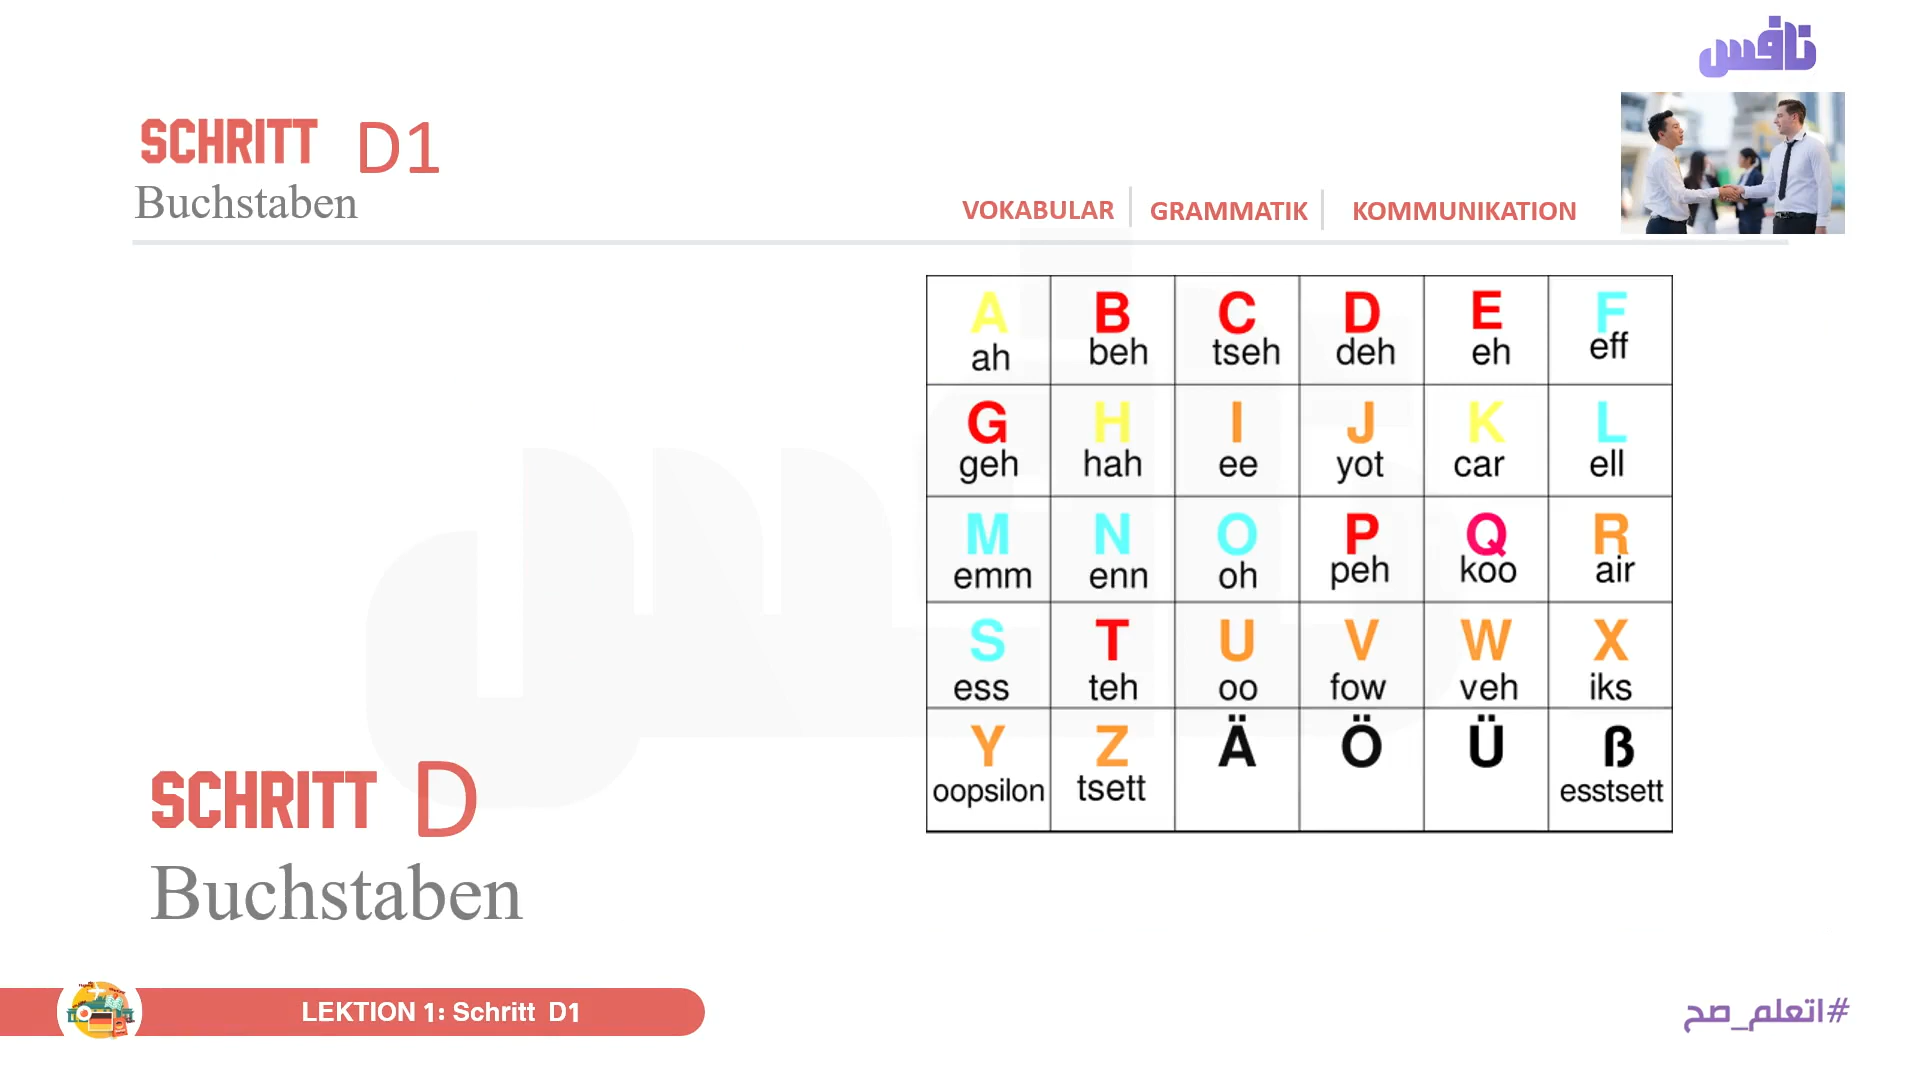 نافس
SCHRITT D1
Buchstaben
VOKABULAR GRAMMATIK KOMMUNIKATION
A B C D E F
ah beh tseh deh eh eff
G H I J K L
geh hah ee yot car ell
M N O P Q R
emm enn oh peh koo air
S T U V W X
ess teh oo fow veh iks
Y Z Ä Ö Ü ß
oopsilon tsett esstsett
SCHRITT D
Buchstaben
LEKTION 1: Schritt D1
#اتعلم_صح